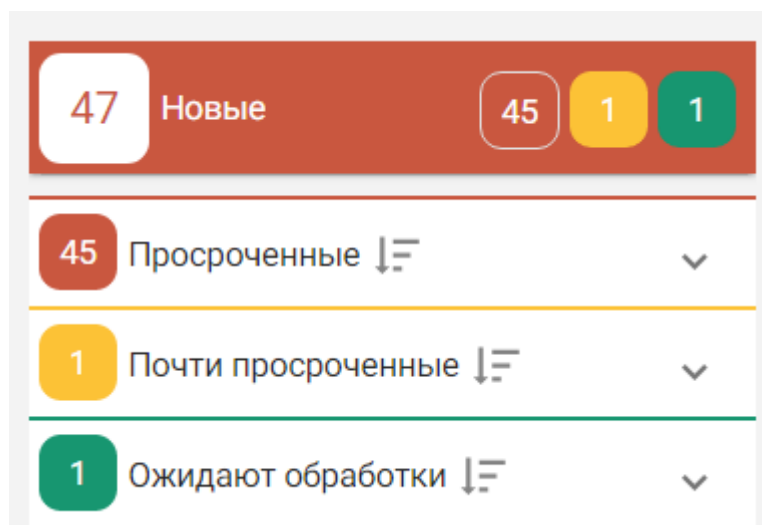 47 Новые 45 1 1
45 Просроченные
1 Почти просроченные
1 Ожидают обработки